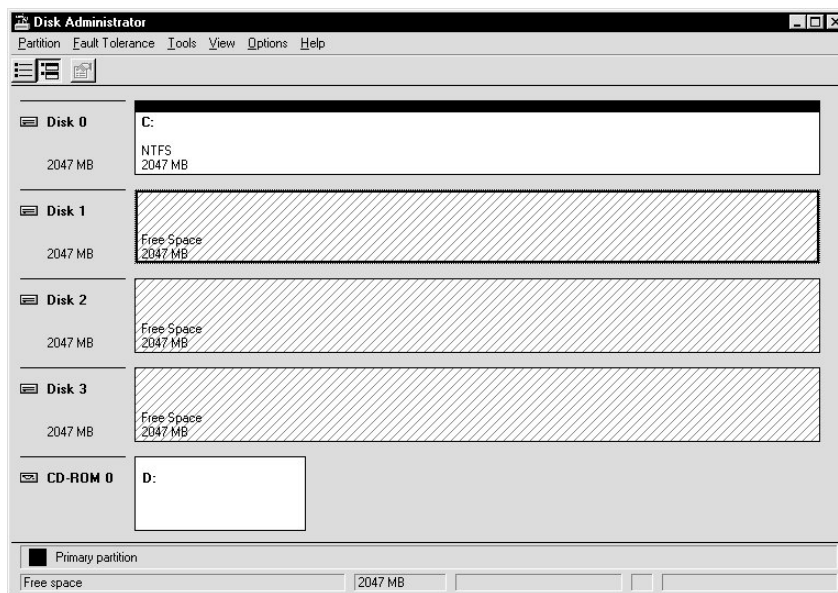 Disk Administrator
Partition Fault Tolerance Tools View Options Help
Disk 0
2047 MB
C:
NTFS
2047 MB
Disk 1
2047 MB
Free Space
2047 MB
Disk 2
2047 MB
Free Space
2047 MB
Disk 3
2047 MB
Free Space
2047 MB
CD-ROM 0
D:
Primary partition
Free space 2047 MB